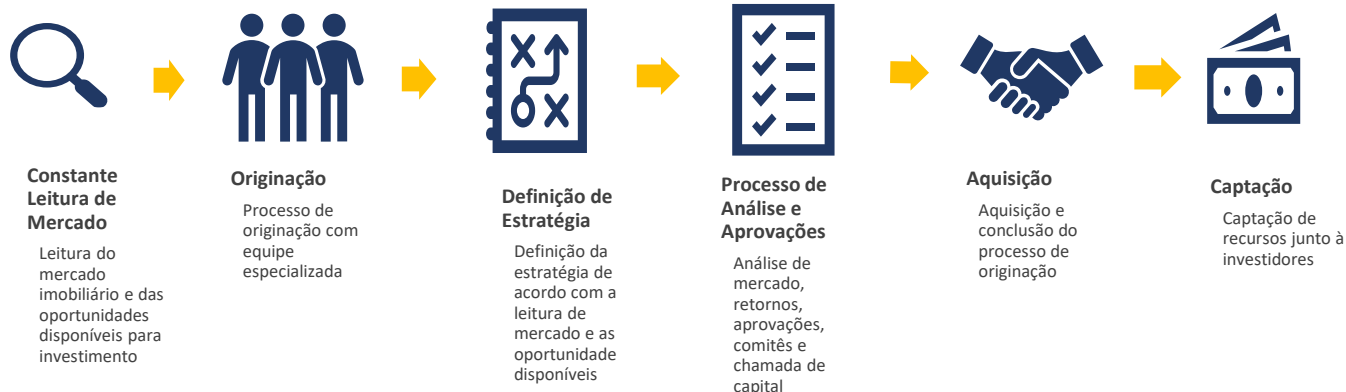 Constante
Leitura de
Mercado
Leitura do
mercado
imobiliário e das
oportunidades
disponíveis para
investimento
Originação
Processo de
originação com
equipe
especializada
Definição de
Estratégia
Definição da
estratégia de
acordo com a
leitura de
mercado e as
oportunidade
disponíveis
Processo de
Análise e
Aprovações
Análise de
mercado,
retornos,
aprovações,
comitês e
chamada de
capital
Aquisição
Aquisição e
conclusão do
processo de
originação
Captação
Captação de
recursos junto à
investidores